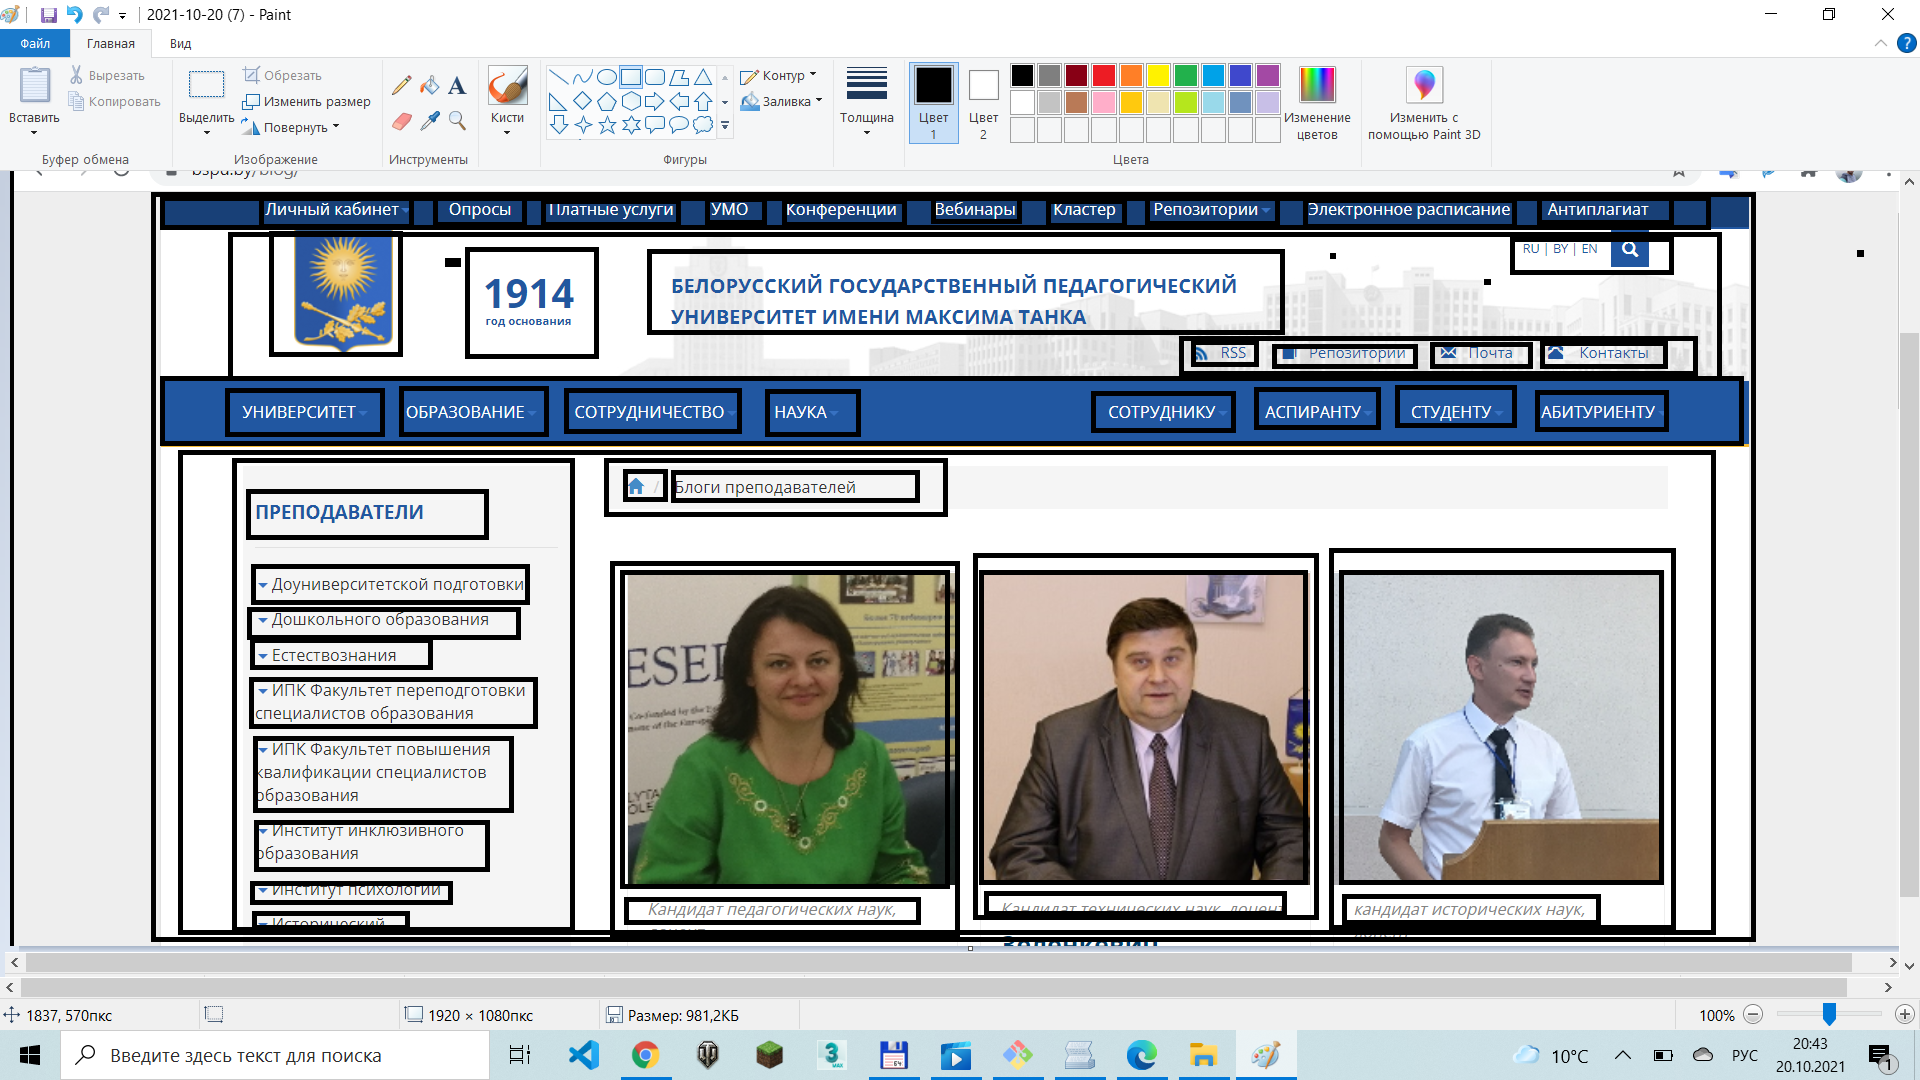 2021-10-20 (7) - Paint
Файл Главная Вид
Вставить
Вырезать
Копировать
Буфер обмена
Выделить
Обрезать
Изменить размер
Повернуть
Изображение
Инструменты
Кисти
Контур
Заливка
Фигуры
Толщина
Цвет 1
Цвет 2
Цвета
Изменение цветов
Изменить с помощью Paint 3D
bspu.by/blog/
Личный кабинет Опросы Платные услуги УМО Конференции Вебинары Кластер Репозитории Электронное расписание Антиплагиат
RU | BY | EN
1914
год основания
БЕЛОРУССКИЙ ГОСУДАРСТВЕННЫЙ ПЕДАГОГИЧЕСКИЙ
УНИВЕРСИТЕТ ИМЕНИ МАКСИМА ТАНКА
RSS Репозитории Почта Контакты
УНИВЕРСИТЕТ ОБРАЗОВАНИЕ СОТРУДНИЧЕСТВО НАУКА СОТРУДНИКУ АСПИРАНТУ СТУДЕНТУ АБИТУРИЕНТУ
/ Блоги преподавателей
ПРЕПОДАВАТЕЛИ
Доуниверситетской подготовки
Дошкольного образования
Естествознания
ИПК Факультет переподготовки
специалистов образования
ИПК Факультет повышения
квалификации специалистов
образования
Институт инклюзивного
образования
Институт психологии
Исторический
Кандидат педагогических наук,
Кандидат технических наук, доцент
Зеленкевич
кандидат исторических наук,
1837, 570пкс
1920 × 1080пкс
Размер: 981,2КБ
100%
Введите здесь текст для поиска
10°C
РУС
20:43
20.10.2021
1